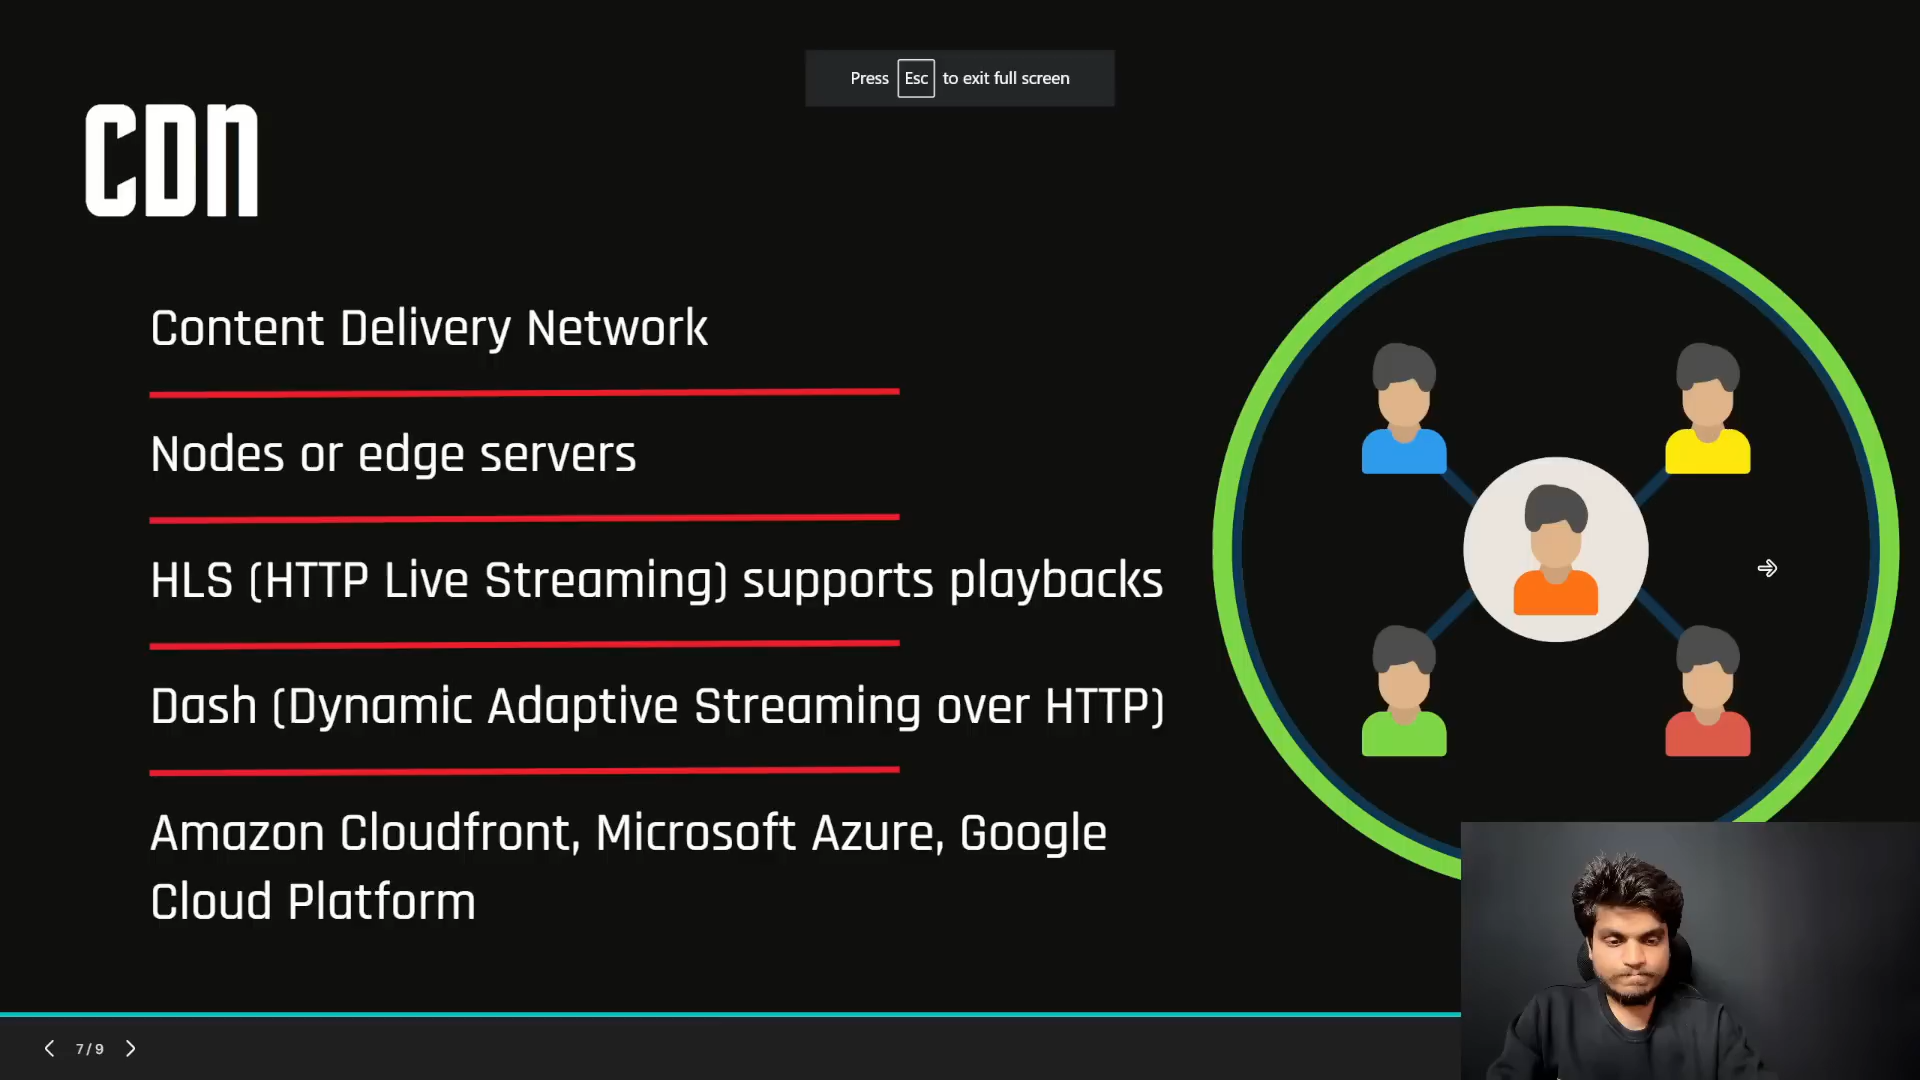 Press Esc to exit full screen
CDN
Content Delivery Network
Nodes or edge servers
HLS (HTTP Live Streaming) supports playbacks
Dash (Dynamic Adaptive Streaming over HTTP)
Amazon Cloudfront, Microsoft Azure, Google
Cloud Platform
7/9